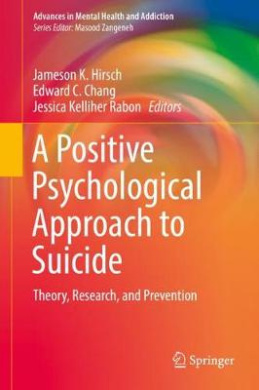 Advances in Mental Health and Addiction
Series Editor: Masood Zangeneh
Jameson K. Hirsch
Edward C. Chang
Jessica Kelliher Rabon Editors
A Positive
Psychological
Approach to
Suicide
Theory, Research, and Prevention
Springer